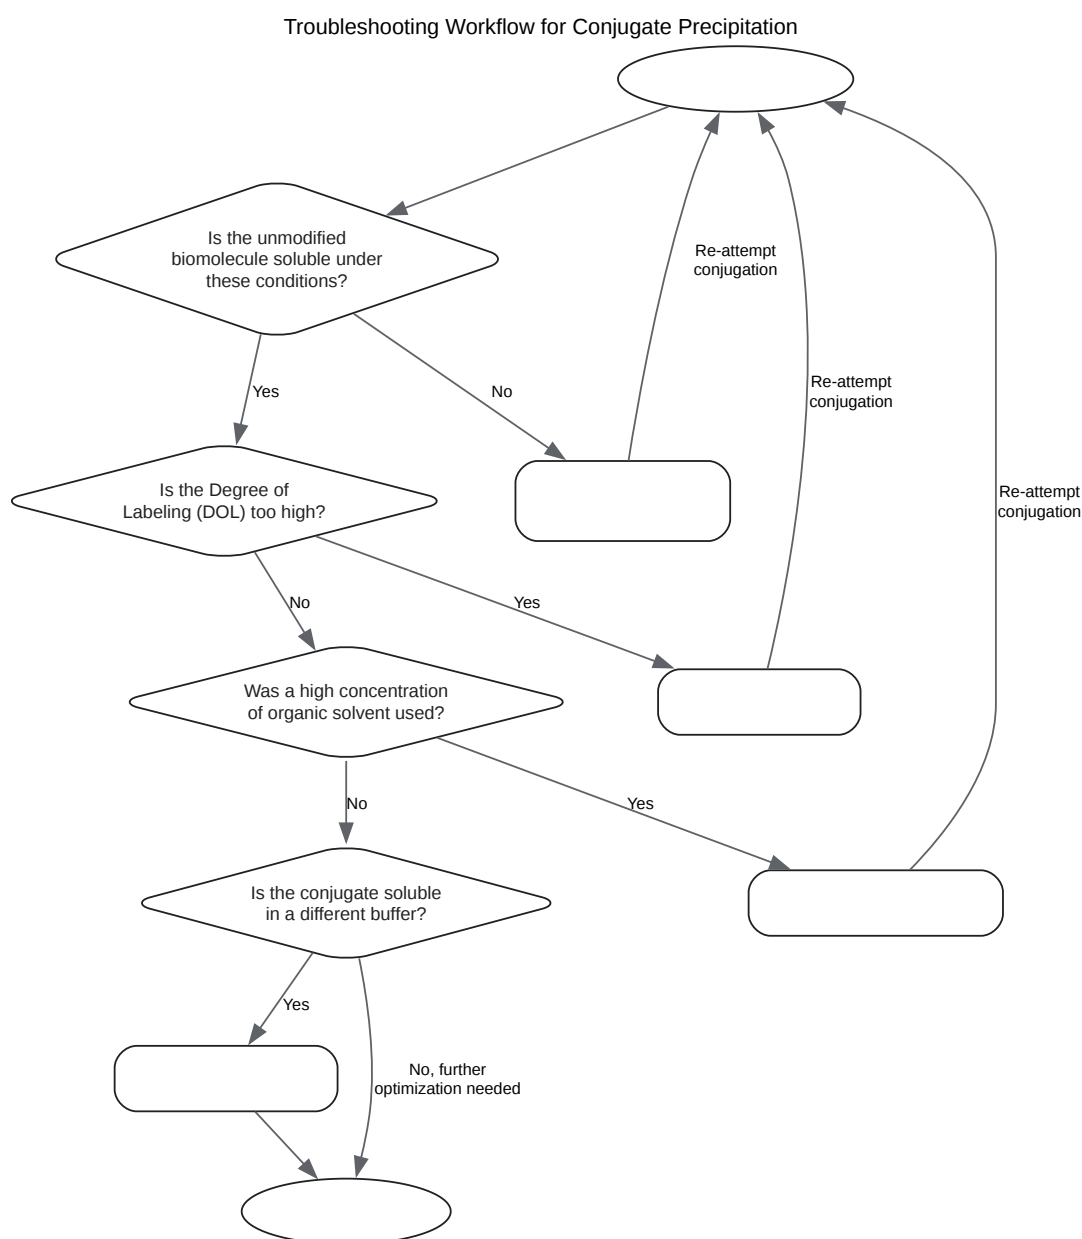 Troubleshooting Workflow for Conjugate Precipitation
Is the unmodified
biomolecule soluble under
these conditions?
Re-attempt
conjugation
Yes
No
Re-attempt
conjugation
Is the Degree of
Labeling (DOL) too high?
Re-attempt
conjugation
No
Yes
Was a high concentration
of organic solvent used?
No
Yes
Is the conjugate soluble
in a different buffer?
Yes
No, further
optimization needed